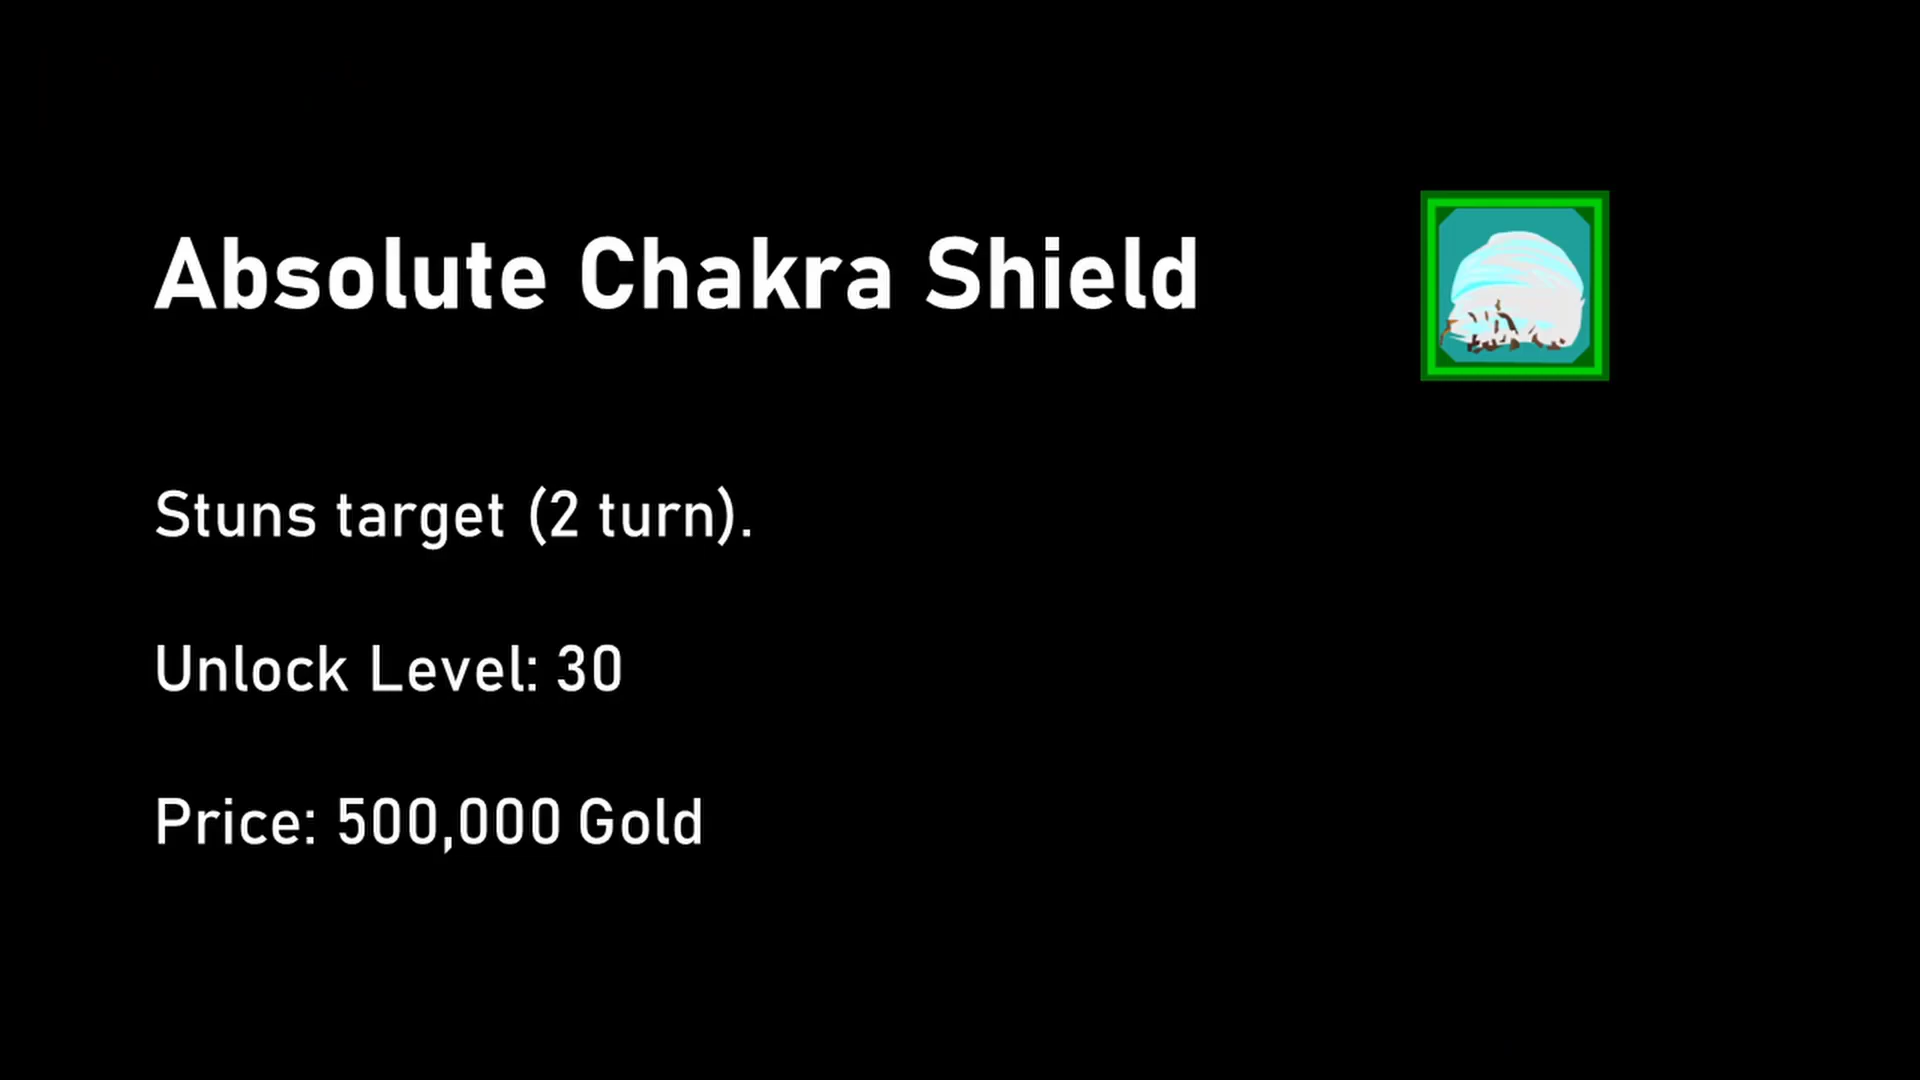 Absolute Chakra Shield
Stuns target (2 turn).
Unlock Level: 30
Price: 500,000 Gold